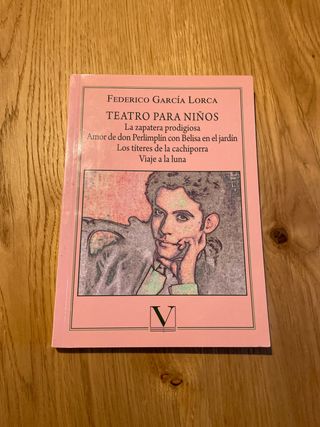 Federico García Lorca
TEATRO PARA NIÑOS
La zapatera prodigiosa
Amor de don Perlimplín con Belisa en el jardín
Los títeres de la cachiporra
Viaje a la luna
V